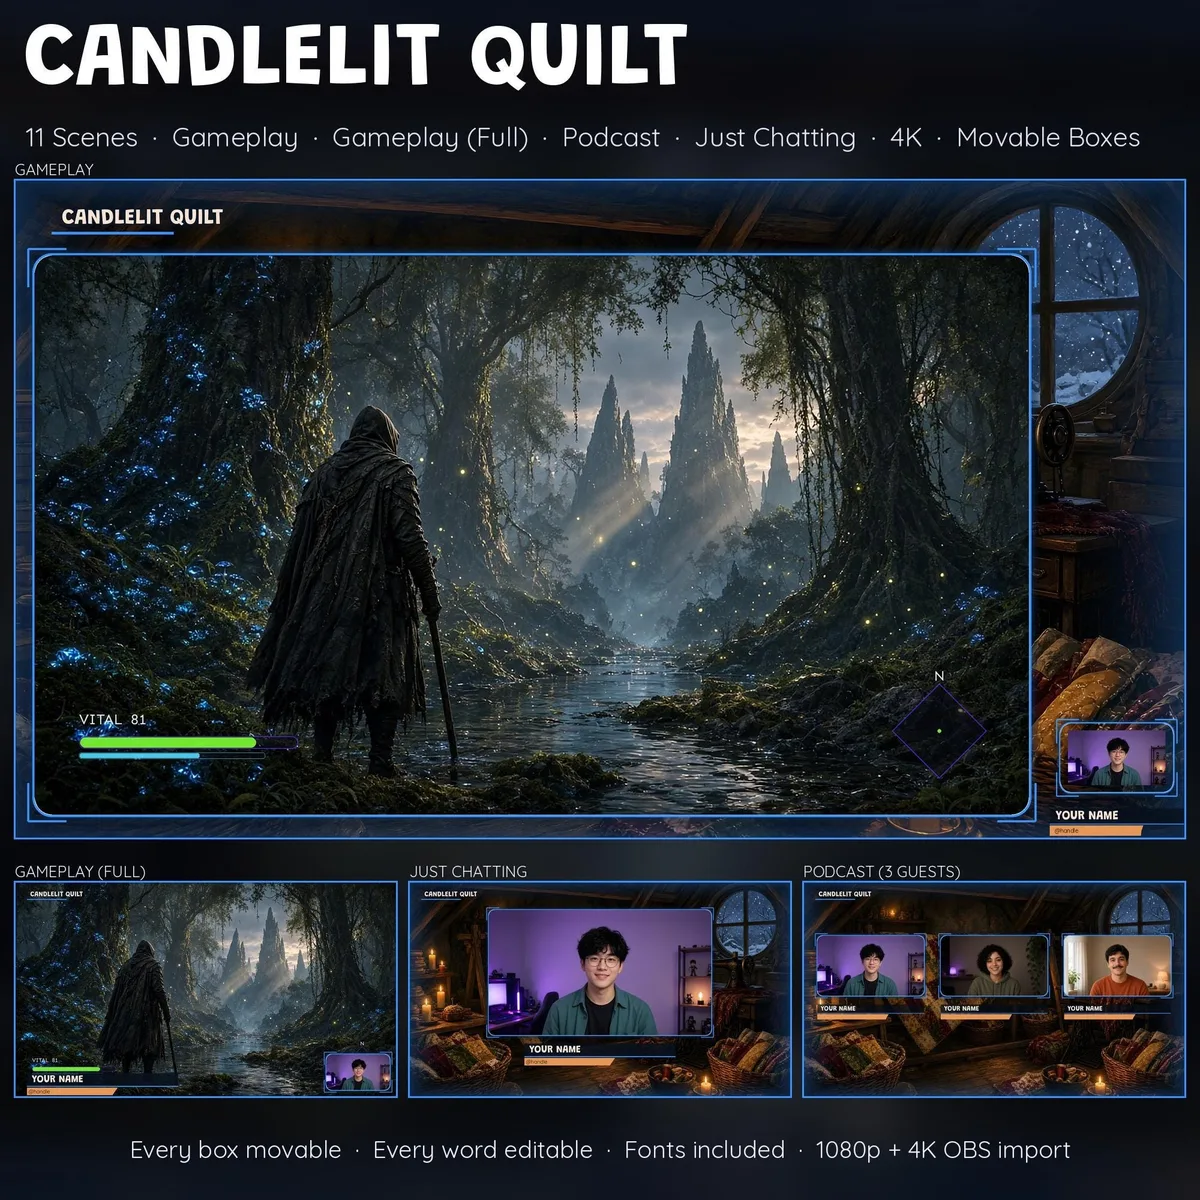 CANDLELIT QUILT
11 Scenes · Gameplay · Gameplay (Full) · Podcast · Just Chatting · 4K · Movable Boxes
GAMEPLAY
CANDLELIT QUILT
VITAL 81
N
YOUR NAME
@handle
GAMEPLAY (FULL)
CANDLELIT QUILT
VITAL 81
N
YOUR NAME
@handle
JUST CHATTING
CANDLELIT QUILT
YOUR NAME
@handle
PODCAST (3 GUESTS)
CANDLELIT QUILT
YOUR NAME
YOUR NAME
YOUR NAME
Every box movable · Every word editable · Fonts included · 1080p + 4K OBS import